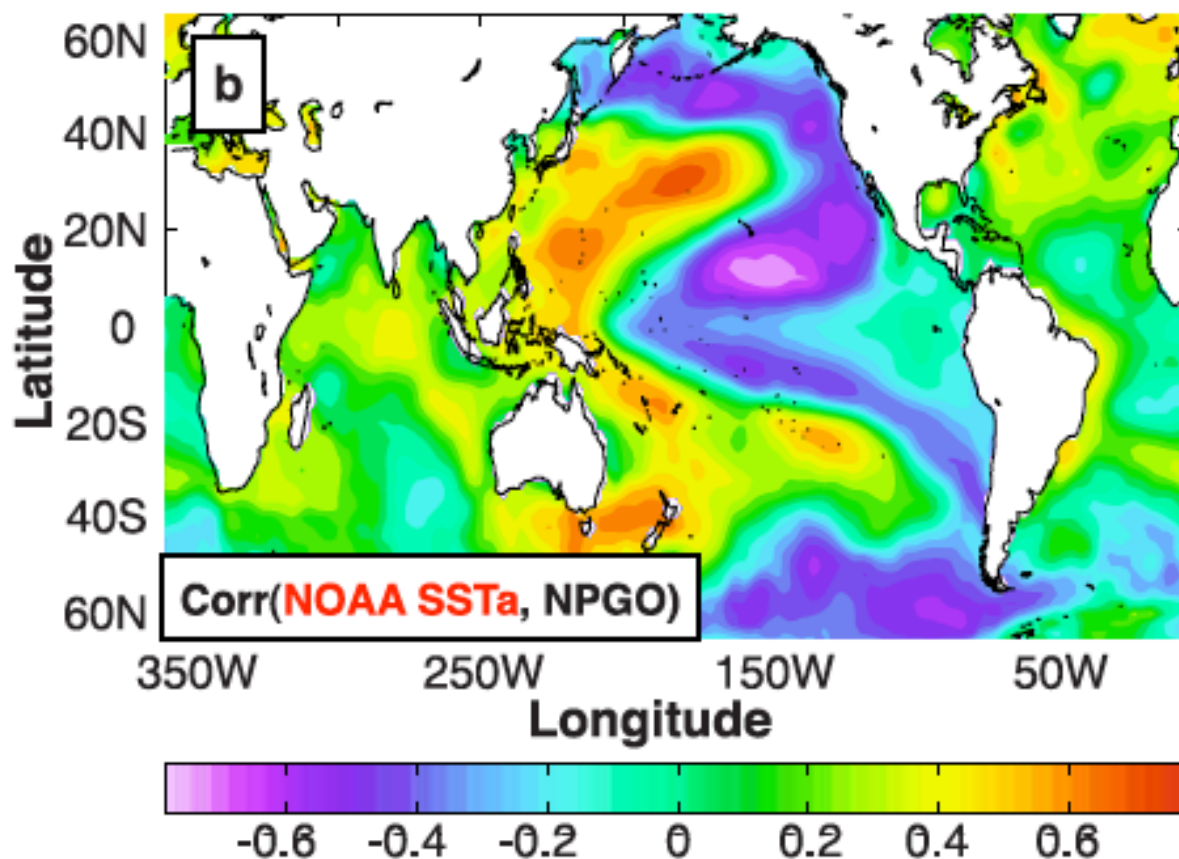 60N
b
40N
20N
0
20S
40S
60N
Latitude
Corr(NOAA SSTa, NPGO)
350W 250W 150W 50W
Longitude
-0.6 -0.4 -0.2 0 0.2 0.4 0.6